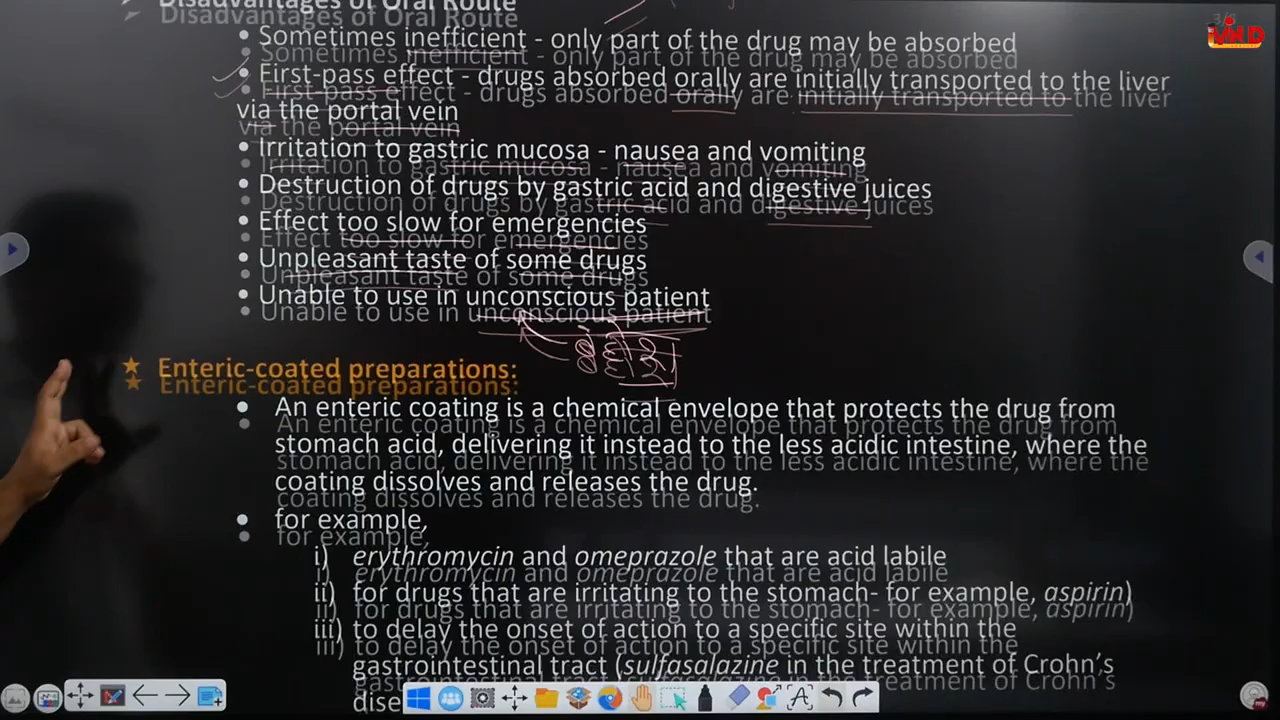 Disadvantages of Oral Route
3/9
• Sometimes inefficient - only part of the drug may be absorbed
• First-pass effect - drugs absorbed orally are initially transported to the liver
via the portal vein
• Irritation to gastric mucosa - nausea and vomiting
• Destruction of drugs by gastric acid and digestive juices
• Effect too slow for emergencies
• Unpleasant taste of some drugs
• Unable to use in unconscious patient
★ Enteric-coated preparations:
• An enteric coating is a chemical envelope that protects the drug from
stomach acid, delivering it instead to the less acidic intestine, where the
coating dissolves and releases the drug.
• for example,
i) erythromycin and omeprazole that are acid labile
ii) for drugs that are irritating to the stomach- for example, aspirin)
iii) to delay the onset of action to a specific site within the
gastrointestinal tract (sulfasalazine in the treatment of Crohn's
dise